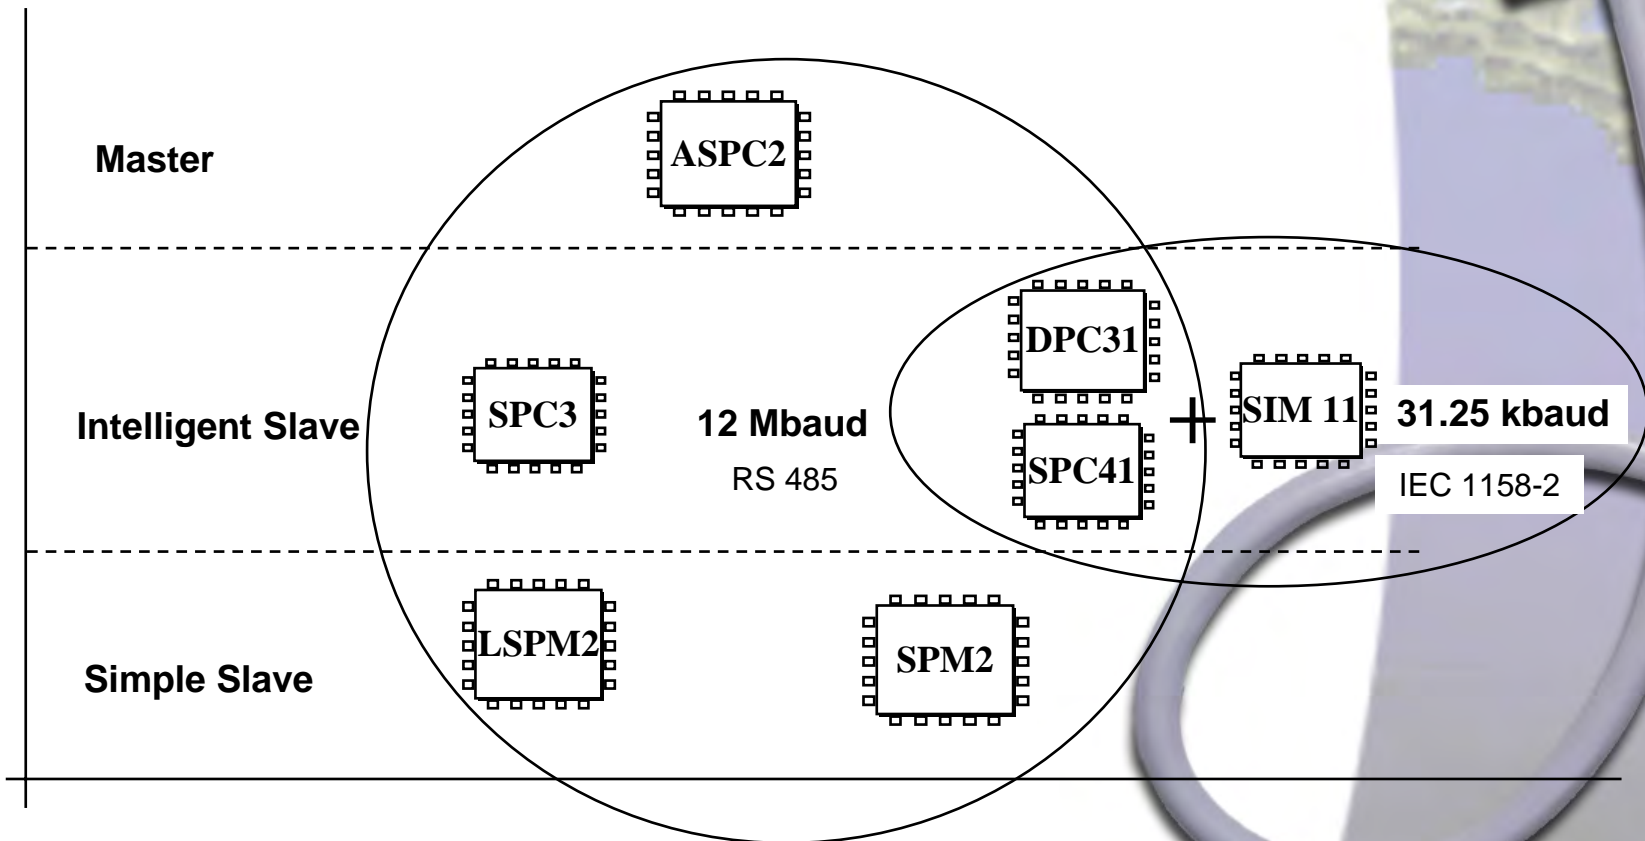 Master
ASPC2
DPC31
Intelligent Slave
SPC3
12 Mbaud
RS 485
SPC41
+
SIM 11
31.25 kbaud
IEC 1158-2
Simple Slave
LSPM2
SPM2